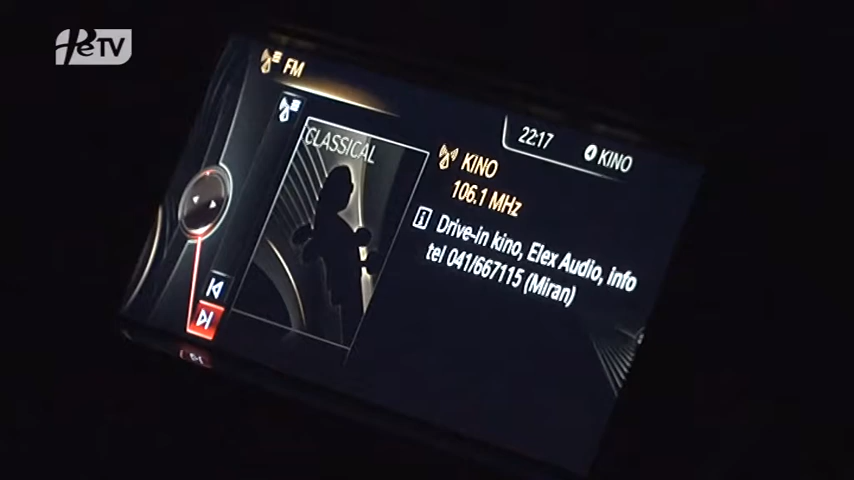 HeTV
FM
22:17
KINO
CLASSICAL
KINO
106.1 MHz
Drive-in kino, Elex Audio, info
tel 041/667115 (Miran)